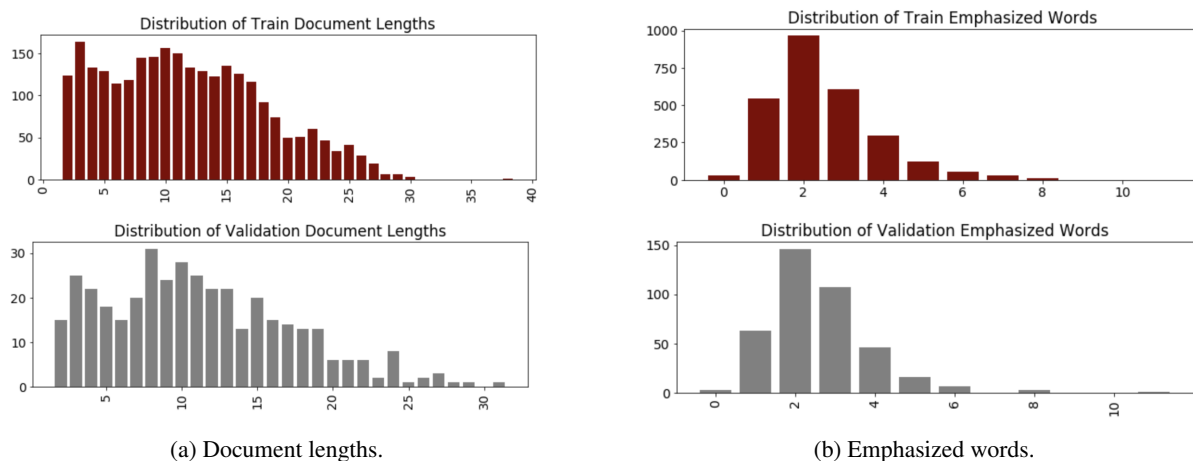 Distribution of Train Document Lengths
150
100
50
0
0 5 10 15 20 25 30 35 40
Distribution of Validation Document Lengths
30
20
10
0
5 10 15 20 25 30
(a) Document lengths.
Distribution of Train Emphasized Words
1000
750
500
250
0
0 2 4 6 8 10
Distribution of Validation Emphasized Words
150
100
50
0
0 2 4 6 8 10
(b) Emphasized words.